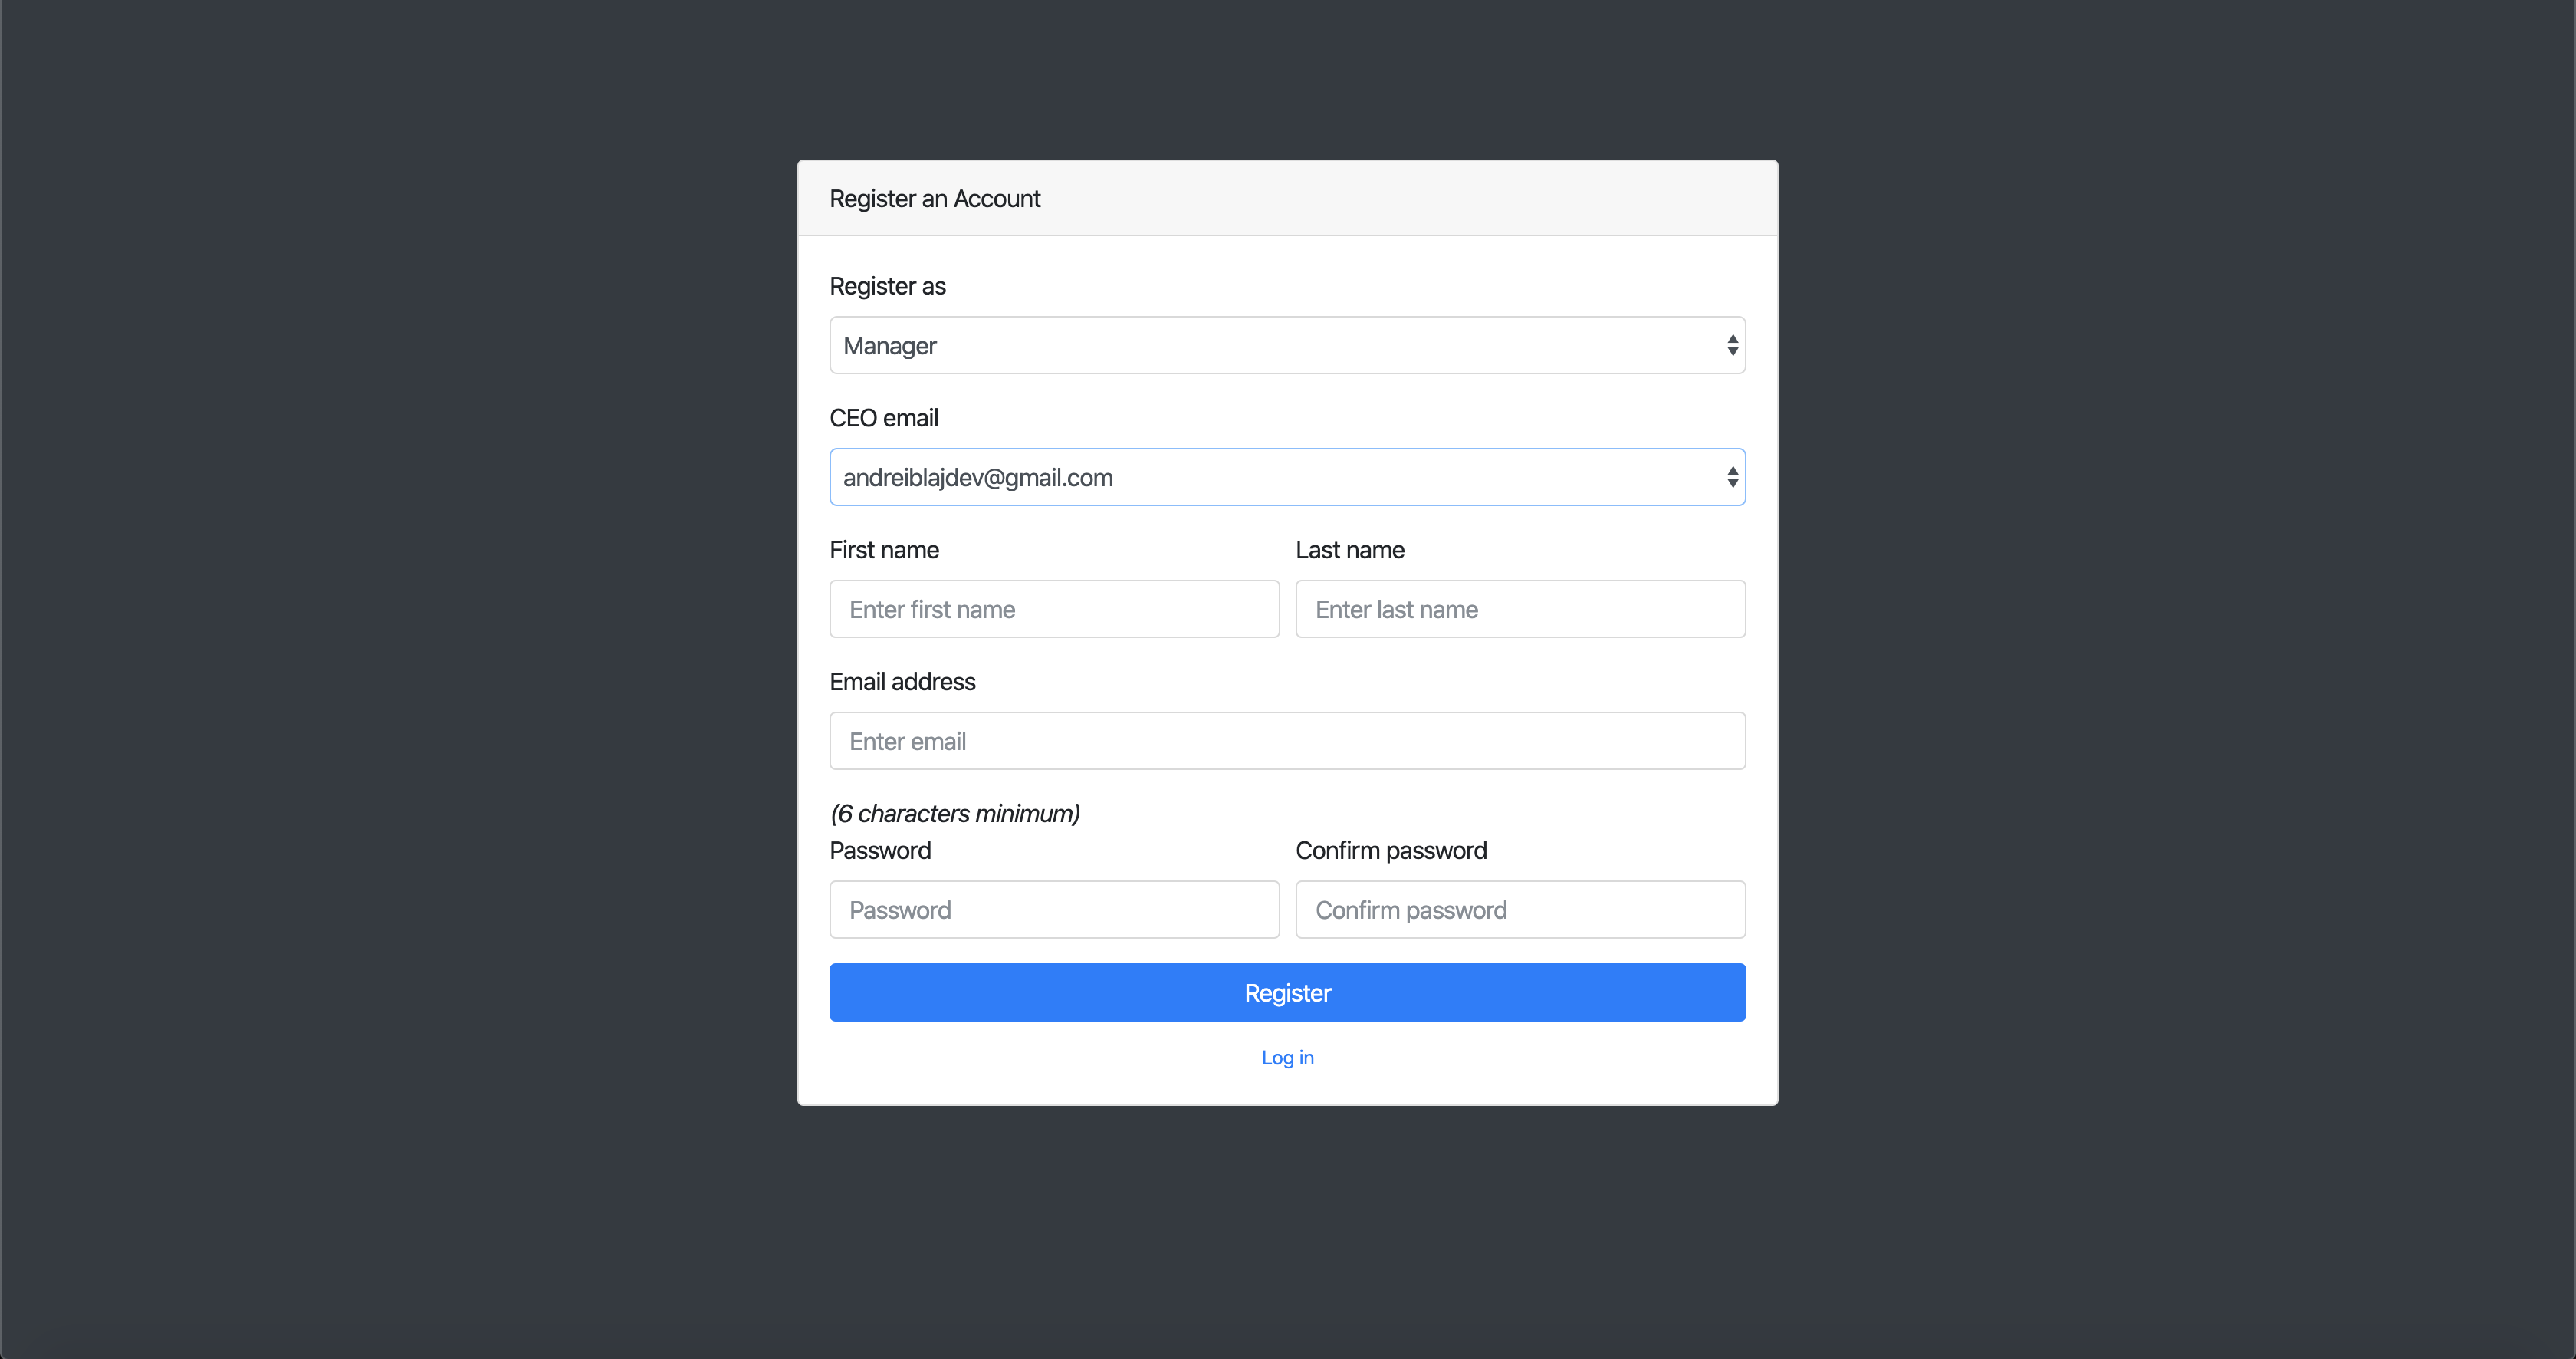 Register an Account
Register as
Manager
CEO email
andreiblajdev@gmail.com
First name Last name
Enter first name Enter last name
Email address
Enter email
(6 characters minimum)
Password Confirm password
Password Confirm password
Register
Log in